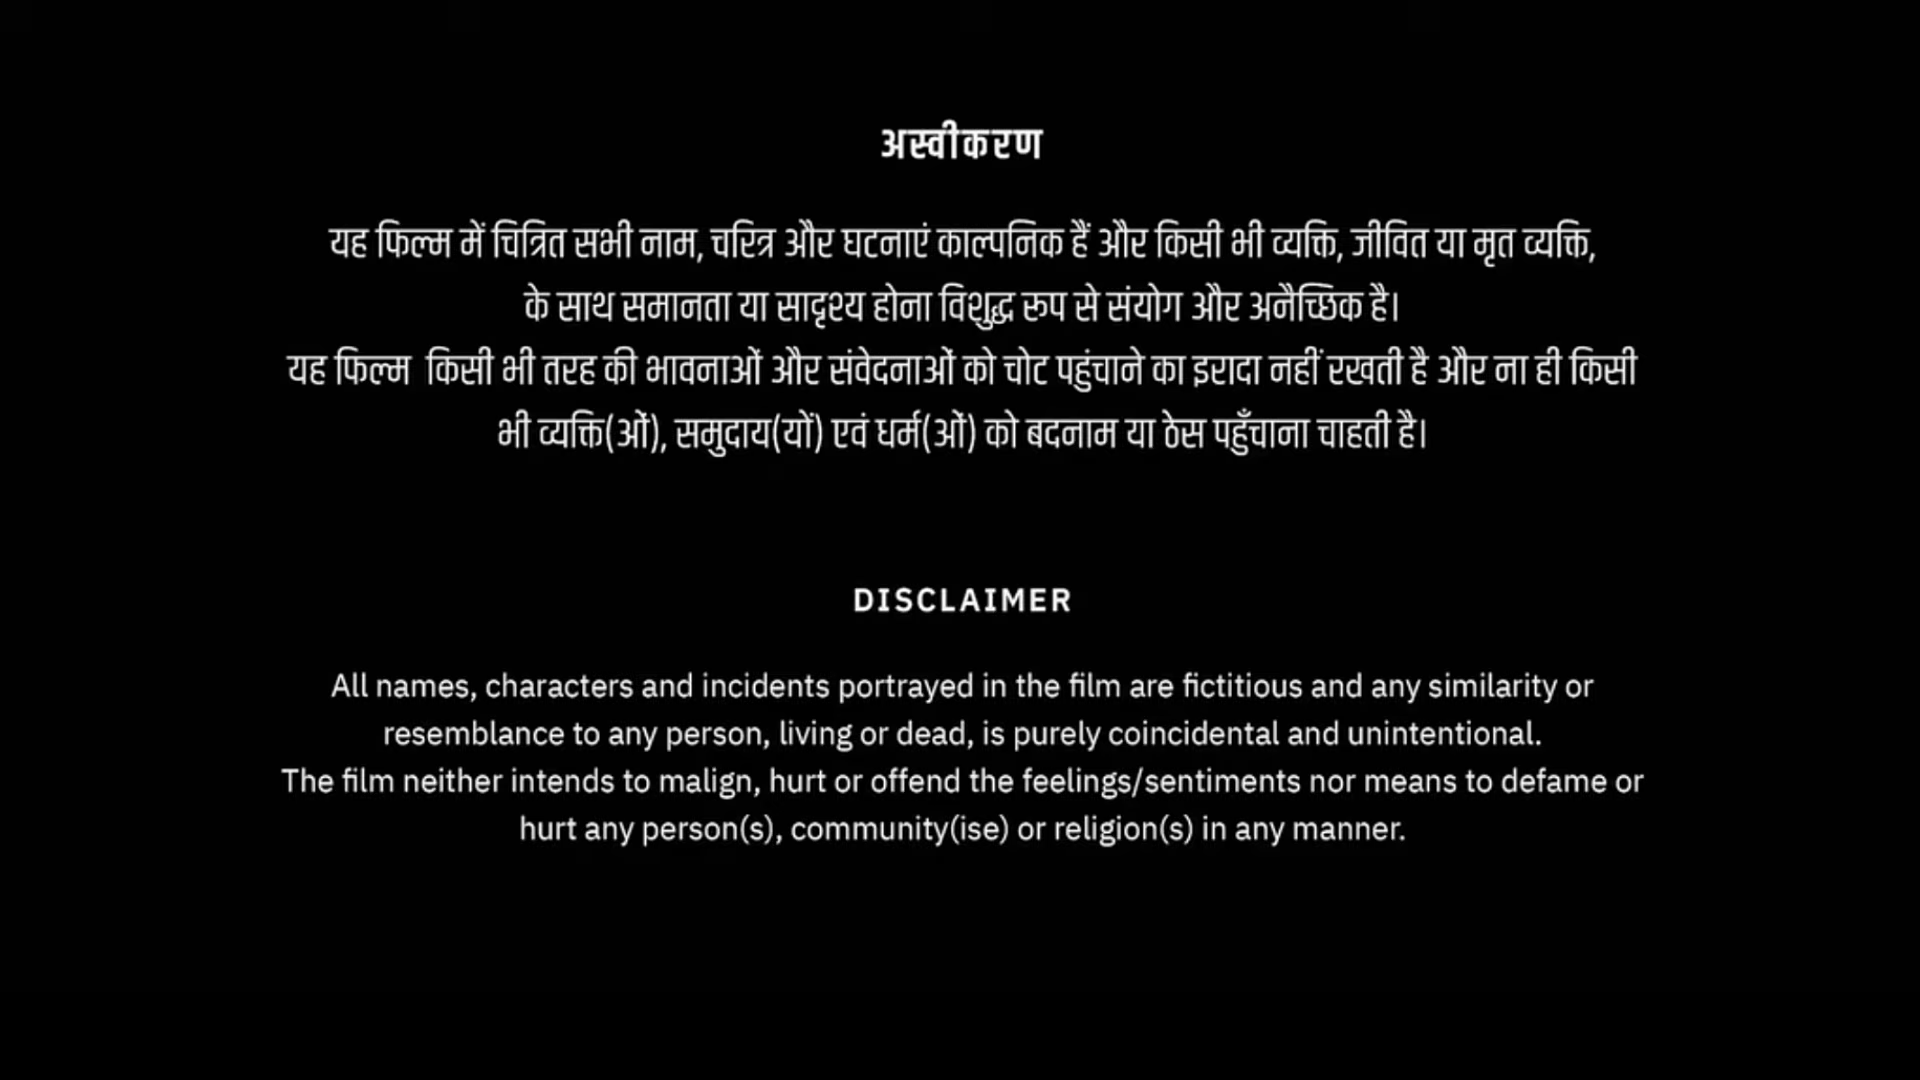 अस्वीकरण
यह फिल्म में चित्रित सभी नाम, चरित्र और घटनाएं काल्पनिक हैं और किसी भी व्यक्ति, जीवित या मृत व्यक्ति,
के साथ समानता या सादृश्य होना विशुद्ध रूप से संयोग और अनैच्छिक है।
यह फिल्म किसी भी तरह की भावनाओं और संवेदनाओं को चोट पहुंचाने का इरादा नहीं रखती है और ना ही किसी
भी व्यक्ति(ओं), समुदाय(यों) एवं धर्म(ओं) को बदनाम या ठेस पहुँचाना चाहती है।
DISCLAIMER
All names, characters and incidents portrayed in the film are fictitious and any similarity or
resemblance to any person, living or dead, is purely coincidental and unintentional.
The film neither intends to malign, hurt or offend the feelings/sentiments nor means to defame or
hurt any person(s), community(ise) or religion(s) in any manner.